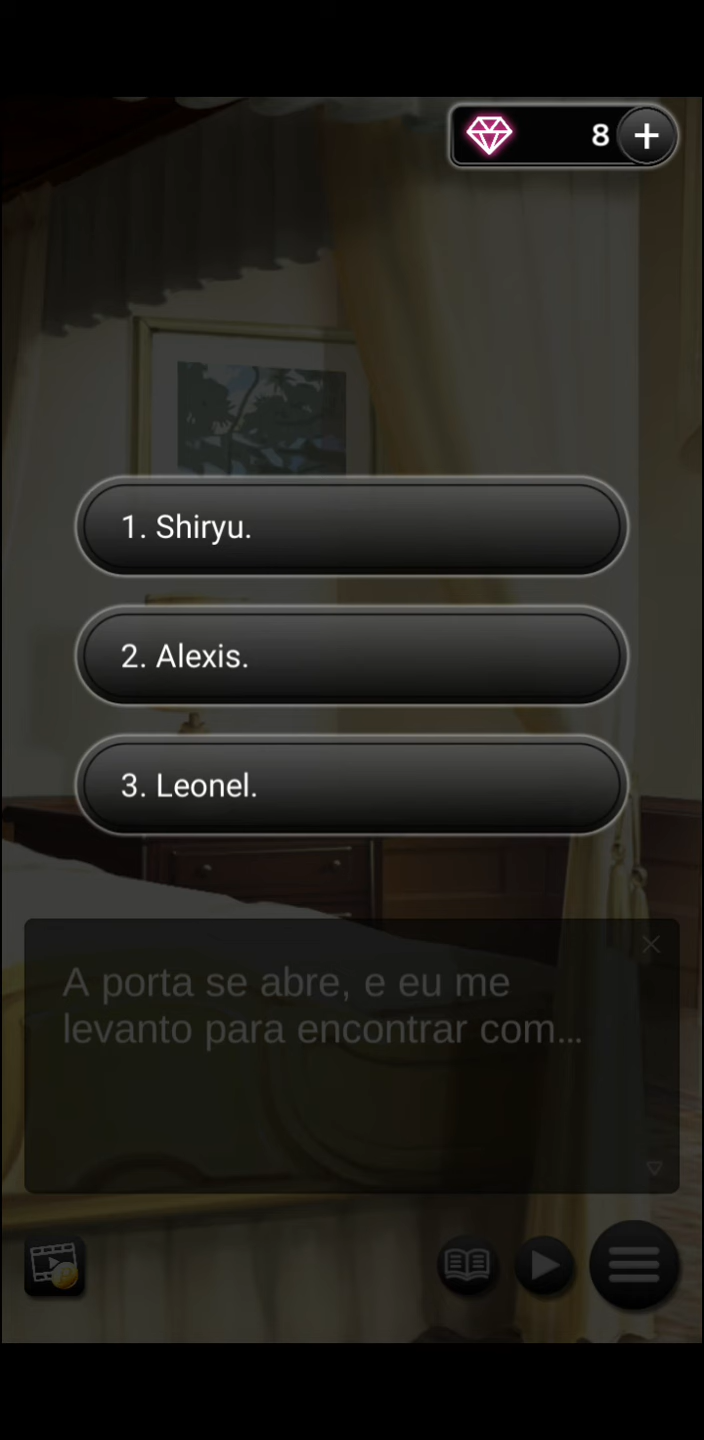 8
1. Shiryu.
2. Alexis.
3. Leonel.
A porta se abre, e eu me
levanto para encontrar com...